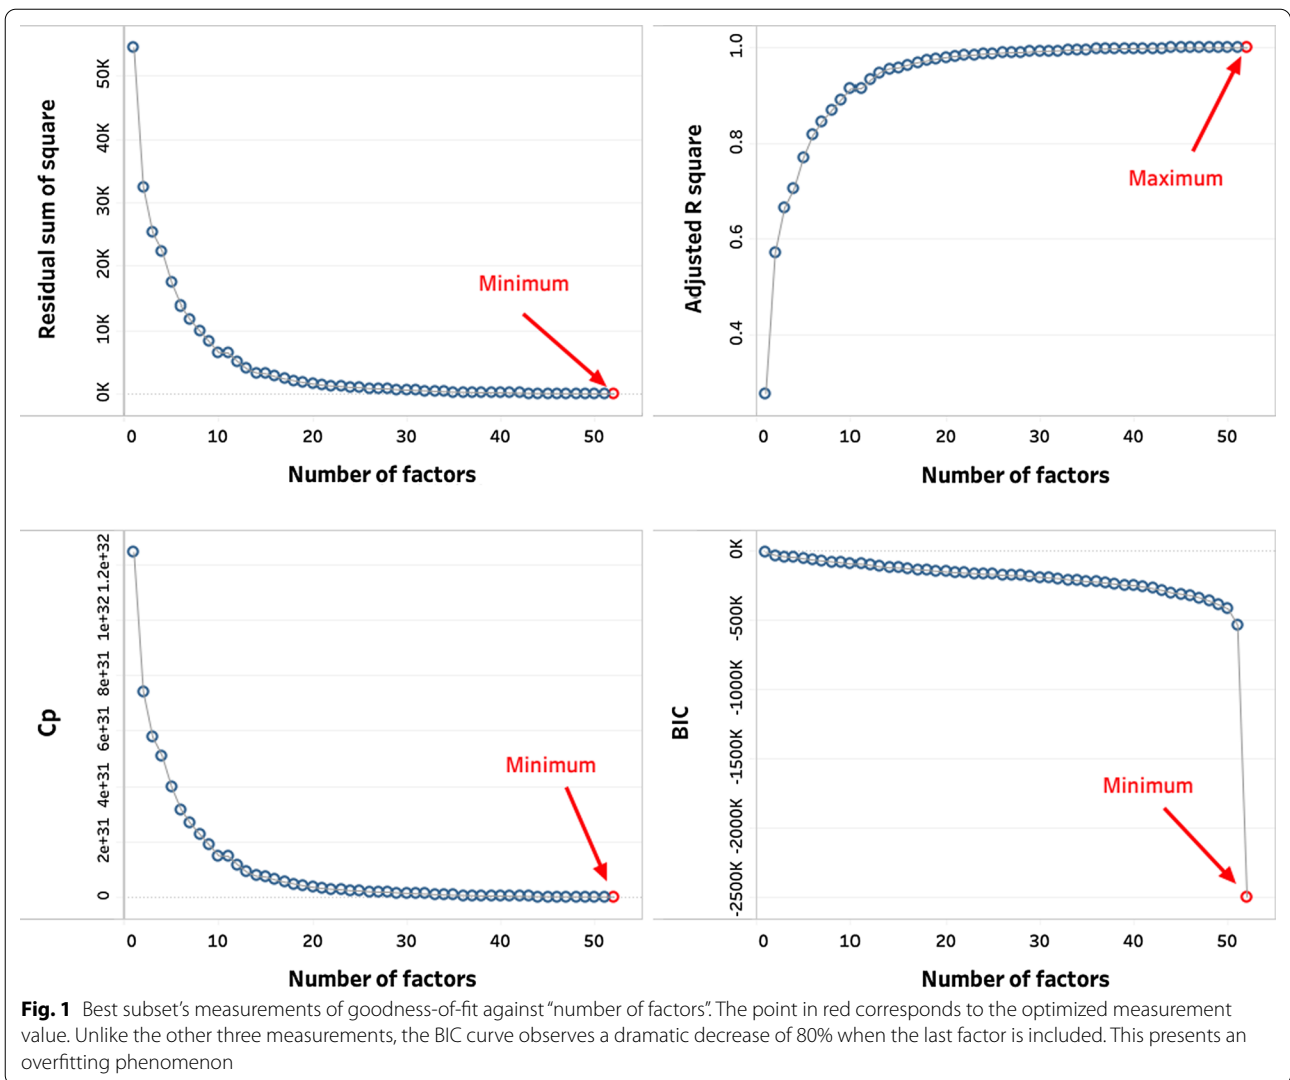 Residual sum of square
50K
40K
30K
20K
10K
0K
Minimum
0 10 20 30 40 50
Number of factors
Adjusted R square
1.0
0.8
0.6
0.4
Maximum
0 10 20 30 40 50
Number of factors
Cp
1.2e+32
1e+32
8e+31
6e+31
4e+31
2e+31
0
Minimum
0 10 20 30 40 50
Number of factors
BIC
0K
-500K
-1000K
-1500K
-2000K
-2500K
Minimum
0 10 20 30 40 50
Number of factors
Fig. 1 Best subset’s measurements of goodness-of-fit against “number of factors”. The point in red corresponds to the optimized measurement
value. Unlike the other three measurements, the BIC curve observes a dramatic decrease of 80% when the last factor is included. This presents an
overfitting phenomenon